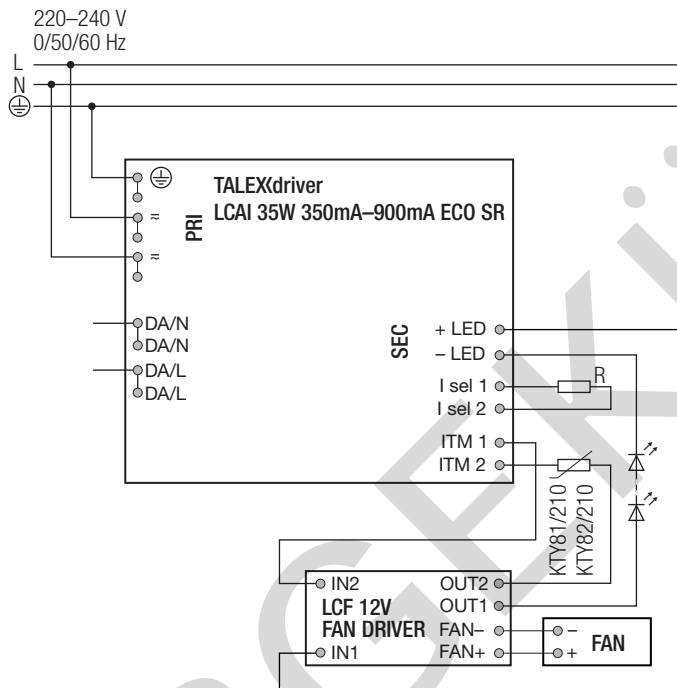 220–240 V
0/50/60 Hz
L
N
TALEXXdriver
LCAI 35W 350mA–900mA ECO SR
PRI
≂
≂
DA/N
DA/N
DA/L
DA/L
SEC
+ LED
– LED
I sel 1
R
I sel 2
ITM 1
ITM 2
KTY81/210
KTY82/210
IN2
OUT2
LCF 12V
OUT1
FAN DRIVER
FAN–
–
FAN
IN1
FAN+
+